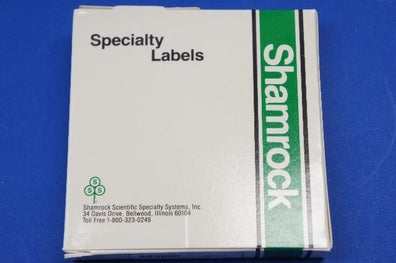 Specialty
Labels
Shamrock
S
S S
Shamrock Scientific Specialty Systems, Inc.
34 Davis Drive, Bellwood, Illinois 60104
Toll Free 1-800-323-0249